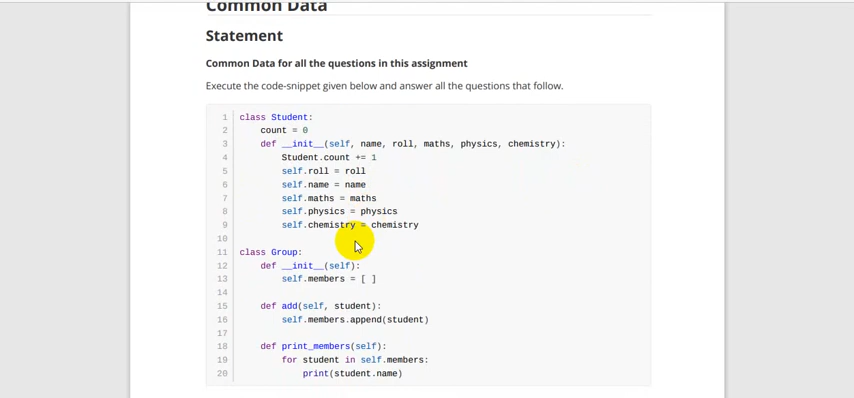 Common Data
Statement
Common Data for all the questions in this assignment
Execute the code-snippet given below and answer all the questions that follow.
1 class Student:
2     count = 0
3     def __init__(self, name, roll, maths, physics, chemistry):
4         Student.count += 1
5         self.roll = roll
6         self.name = name
7         self.maths = maths
8         self.physics = physics
9         self.chemistry = chemistry
10
11 class Group:
12     def __init__(self):
13         self.members = [ ]
14
15     def add(self, student):
16         self.members.append(student)
17
18     def print_members(self):
19         for student in self.members:
20             print(student.name)